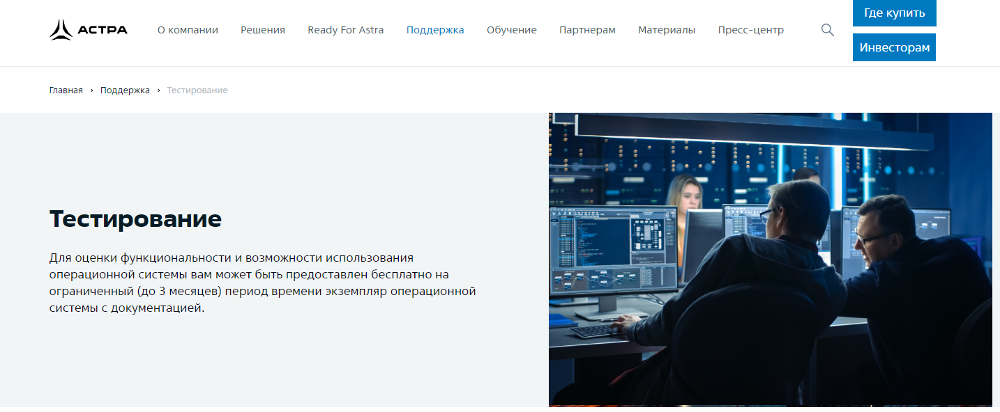 Где купить
АСТРА
О компании
Решения
Ready For Astra
Поддержка
Обучение
Партнерам
Материалы
Пресс-центр
Инвесторам
Главная › Поддержка › Тестирование
Тестирование
Для оценки функциональности и возможности использования
операционной системы вам может быть предоставлен бесплатно на
ограниченный (до 3 месяцев) период времени экземпляр операционной
системы с документацией.